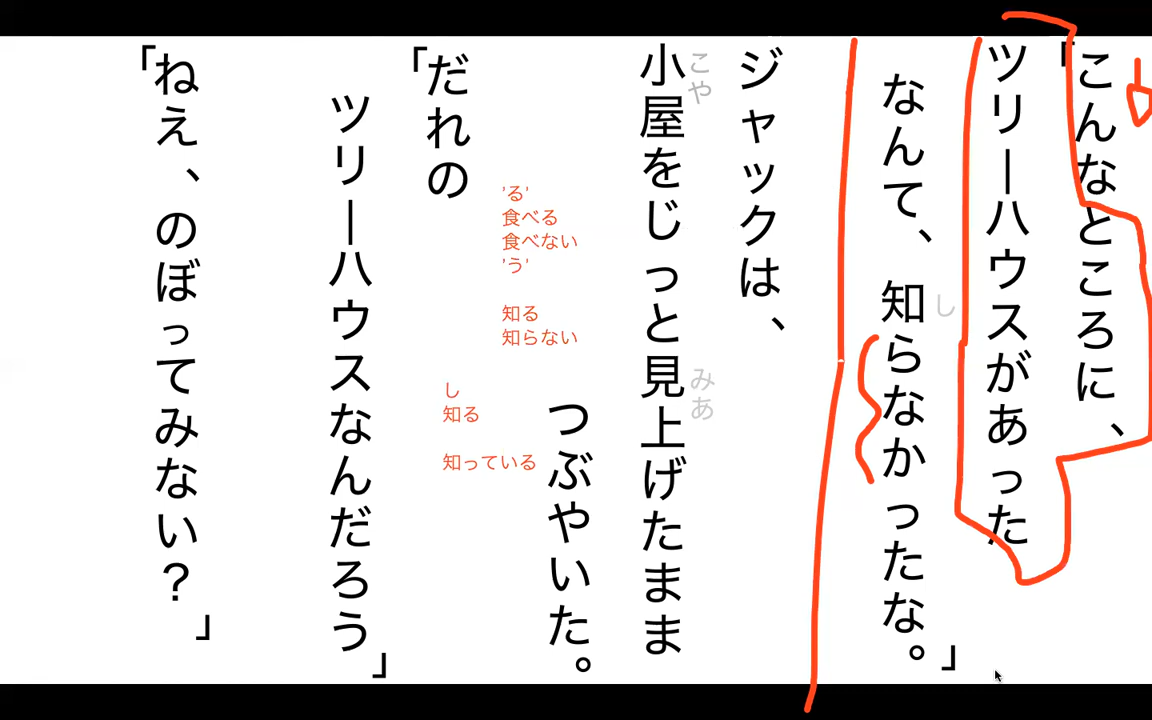 「こんなところに、
ツリーハウスがあった
なんて、知らなかったな。」
し
ジャックは、
小屋をじっと見上げたまま
こや
みあ
つぶやいた。
「だれの
ツリーハウスなんだろう」
「ねえ、のぼってみない？」
'る'
食べる
食べない
'う'
知る
知らない
し
知る
知っている